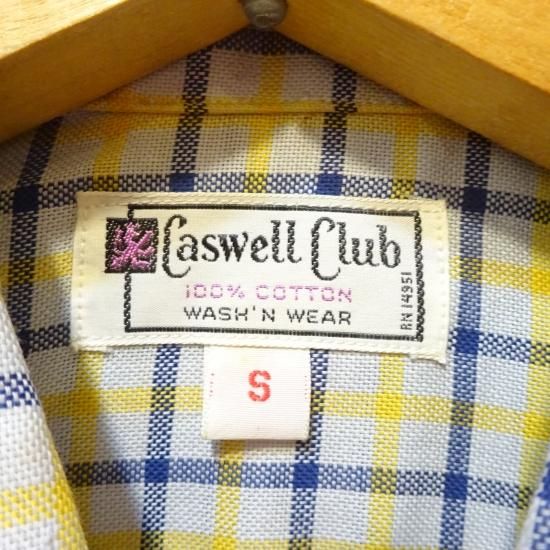 Caswell Club
100% COTTON
WASH'N WEAR
RN 14951
S